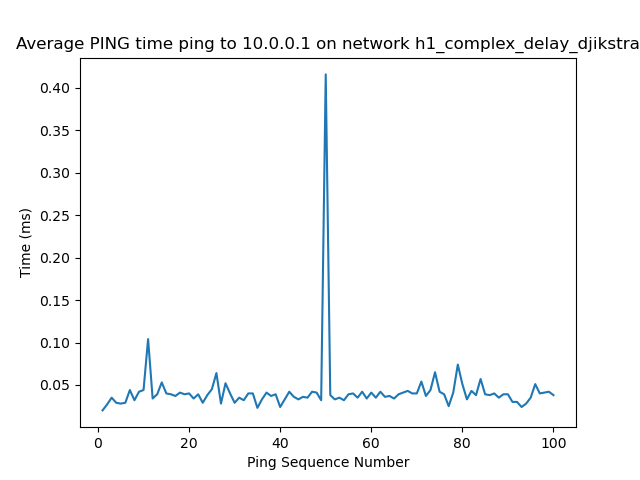 Average PING time ping to 10.0.0.1 on network h1_complex_delay_djikstra
0.40
0.35
0.30
0.25
0.20
0.15
0.10
0.05
Time (ms)
0 20 40 60 80 100
Ping Sequence Number